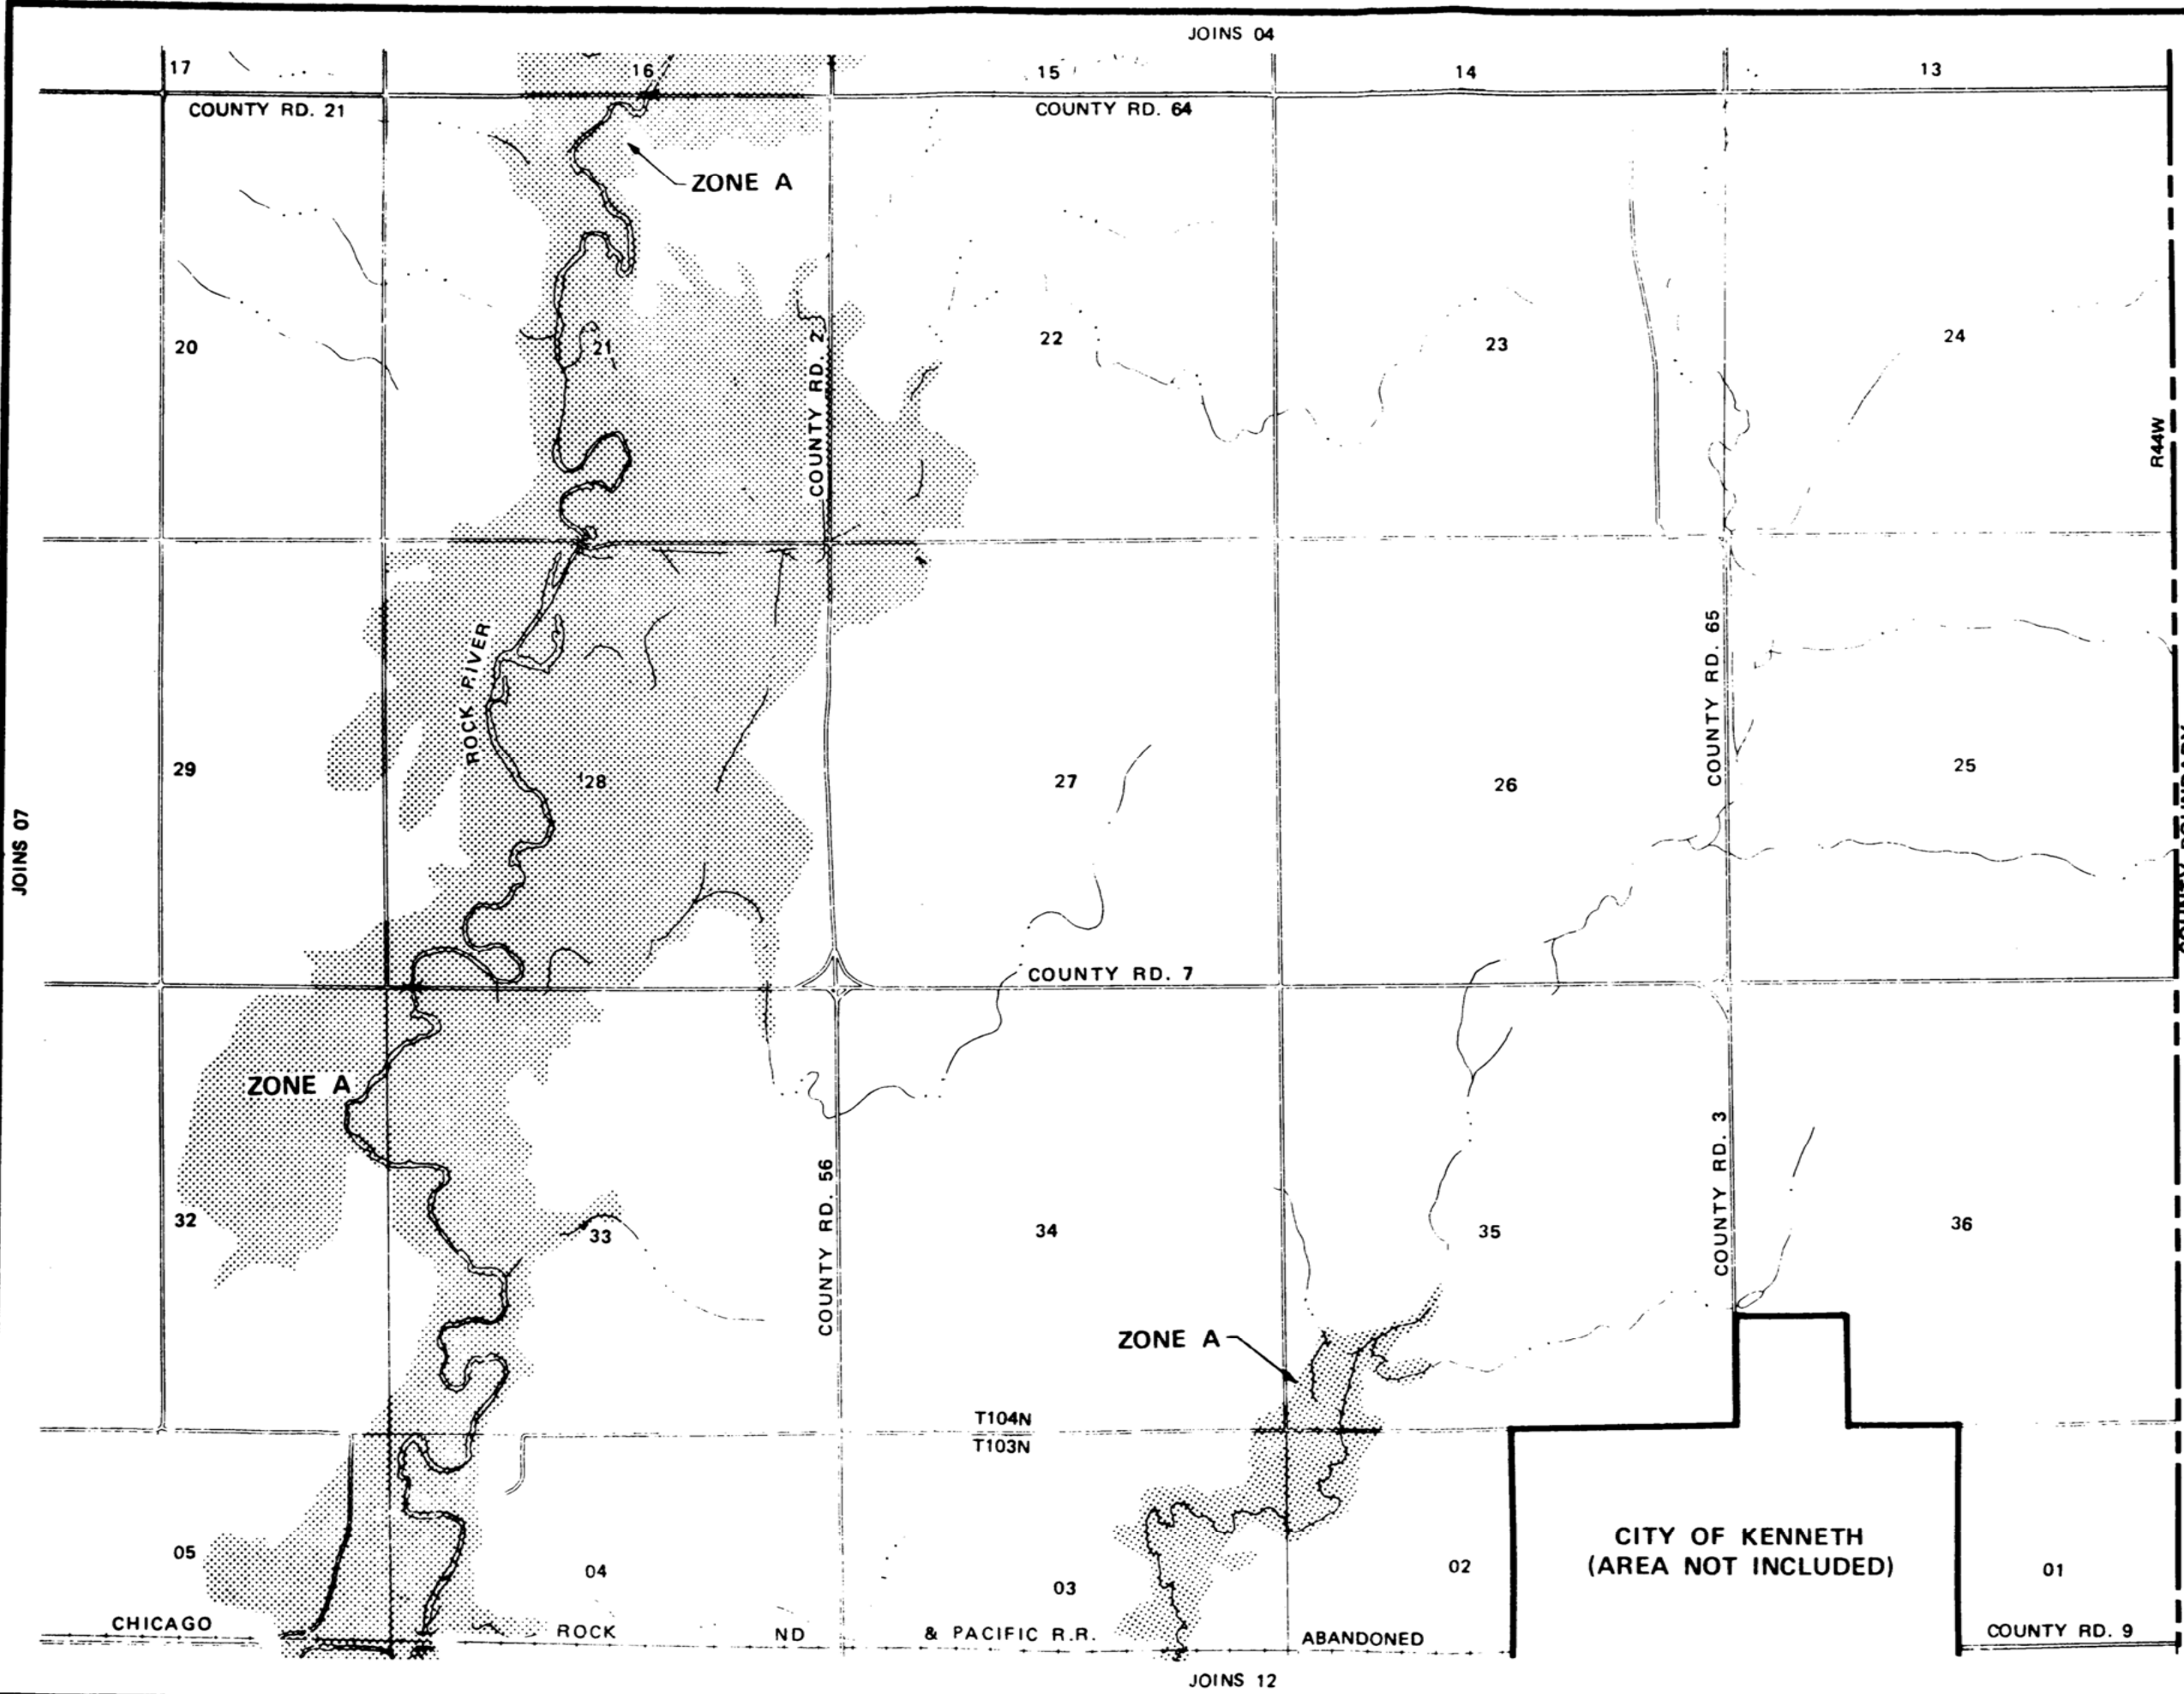 JOINS 04
17
16
15
14
13
COUNTY RD. 21
COUNTY RD. 64
ZONE A
20
21
COUNTY RD. 2
22
23
24
R44W
ROCK RIVER
COUNTY RD. 65
29
28
27
26
25
JOINS 07
COUNTY RD. 7
ZONE A
32
33
COUNTY RD. 56
34
35
COUNTY RD. 3
36
ZONE A
T104N
T103N
05
04
03
02
CITY OF KENNETH
(AREA NOT INCLUDED)
01
CHICAGO ROCK ND & PACIFIC R.R. ABANDONED
COUNTY RD. 9
JOINS 12